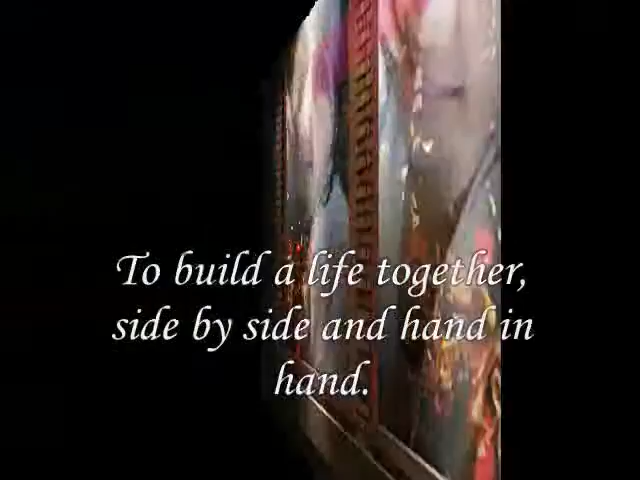 To build a life together,
side by side and hand in
hand.